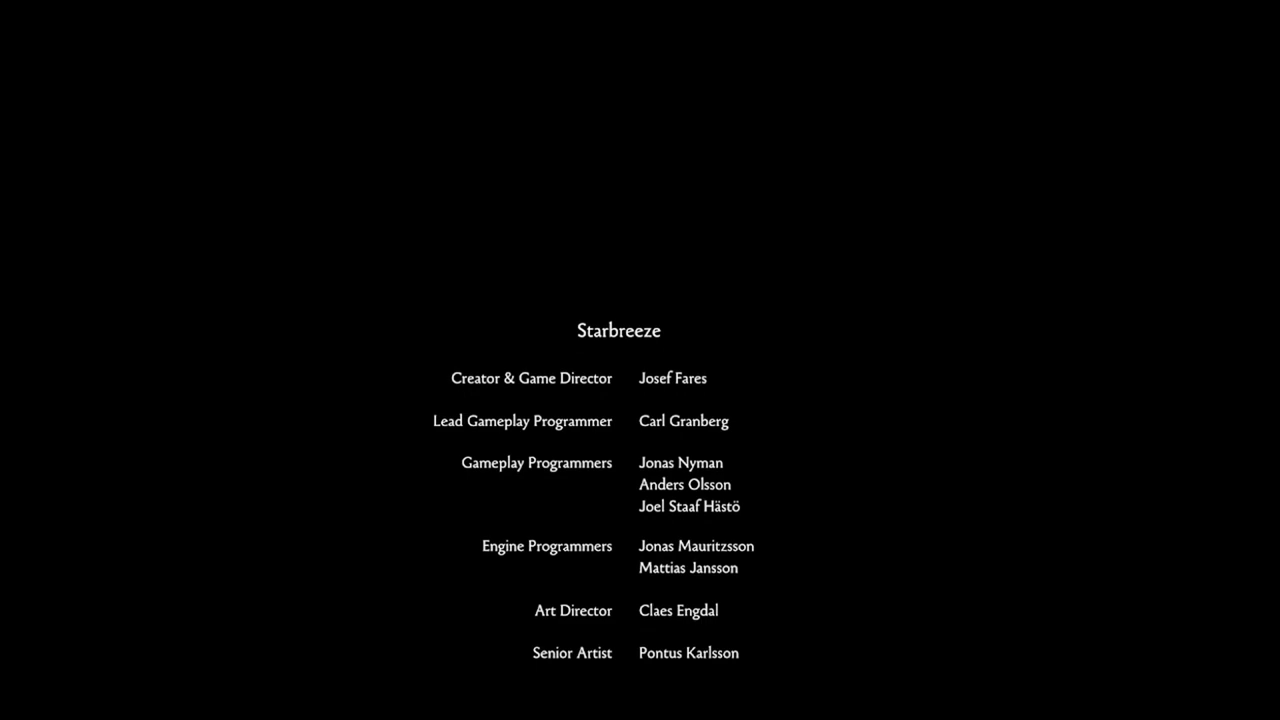 Starbreeze
Creator & Game Director Josef Fares
Lead Gameplay Programmer Carl Granberg
Gameplay Programmers Jonas Nyman
Anders Olsson
Joel Staaf Hästö
Engine Programmers Jonas Mauritzsson
Mattias Jansson
Art Director Claes Engdal
Senior Artist Pontus Karlsson